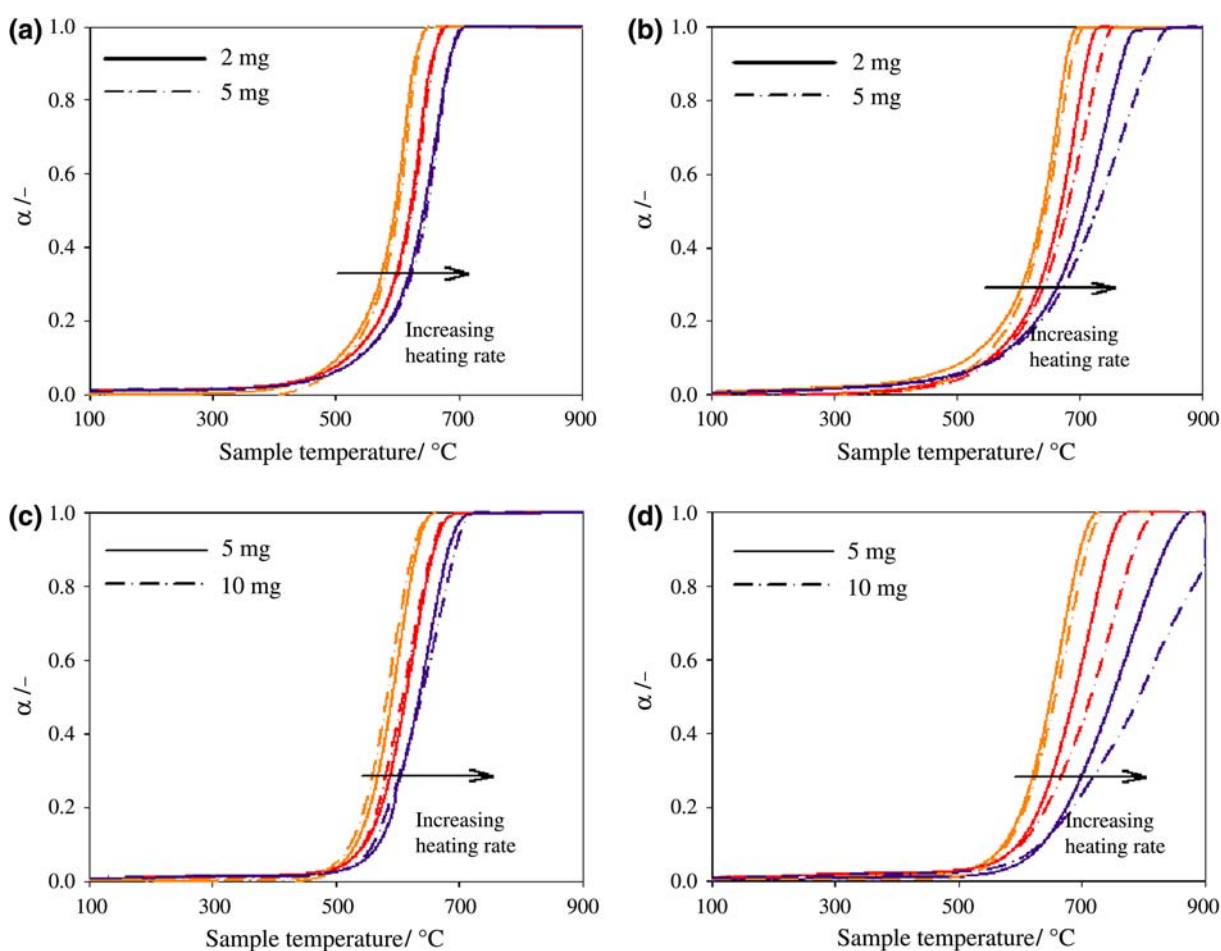 (a)
1.0
0.8
0.6
0.4
0.2
0.0
α /–
2 mg
5 mg
Increasing
heating rate
100
300
500
700
900
Sample temperature/ °C
(b)
1.0
0.8
0.6
0.4
0.2
0.0
α /–
2 mg
5 mg
Increasing
heating rate
100
300
500
700
900
Sample temperature/ °C
(c)
1.0
0.8
0.6
0.4
0.2
0.0
α /–
5 mg
10 mg
Increasing
heating rate
100
300
500
700
900
Sample temperature/ °C
(d)
1.0
0.8
0.6
0.4
0.2
0.0
α /–
5 mg
10 mg
Increasing
heating rate
100
300
500
700
900
Sample temperature/ °C